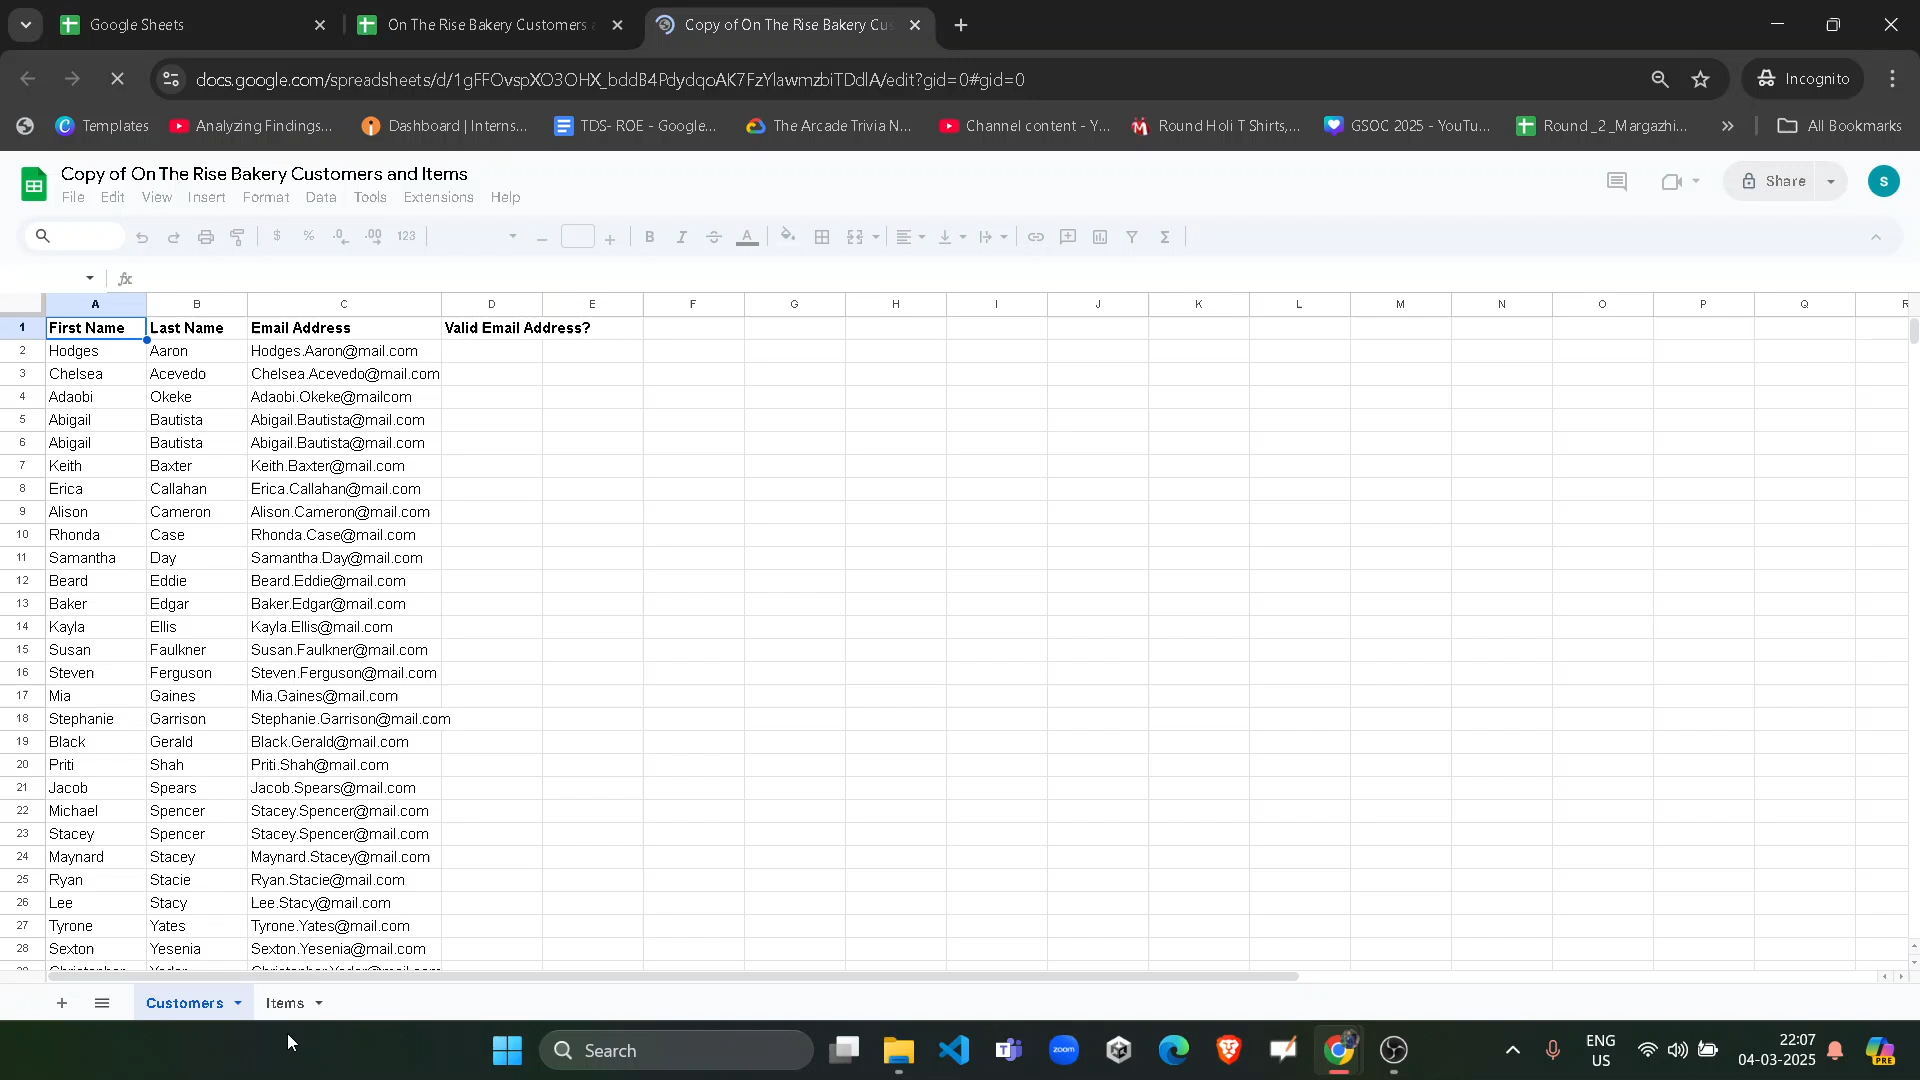 Google Sheets
On The Rise Bakery Customers
Copy of On The Rise Bakery Cus
docs.google.com/spreadsheets/d/1gFFOvspXO3OHX_bddB4PdydqoAK7FzYlawmzbiTDdlA/edit?gid=0#gid=0
Incognito
Templates
Analyzing Findings...
Dashboard | Interns...
TDS- ROE - Google...
The Arcade Trivia N...
Channel content - Y...
Round Holi T Shirts,...
GSOC 2025 - YouTu...
Round_2_Margazhi...
All Bookmarks
Copy of On The Rise Bakery Customers and Items
File Edit View Insert Format Data Tools Extensions Help
Share
S
$ % .0 .00 123
B I A
fx
A B C D E F G H I J K L M N O P Q R
1 First Name Last Name Email Address Valid Email Address?
2 Hodges Aaron Hodges.Aaron@mail.com
3 Chelsea Acevedo Chelsea.Acevedo@mail.com
4 Adaobi Okeke Adaobi.Okeke@mailcom
5 Abigail Bautista Abigail.Bautista@mail.com
6 Abigail Bautista Abigail.Bautista@mail.com
7 Keith Baxter Keith.Baxter@mail.com
8 Erica Callahan Erica.Callahan@mail.com
9 Alison Cameron Alison.Cameron@mail.com
10 Rhonda Case Rhonda.Case@mail.com
11 Samantha Day Samantha.Day@mail.com
12 Beard Eddie Beard.Eddie@mail.com
13 Baker Edgar Baker.Edgar@mail.com
14 Kayla Ellis Kayla.Ellis@mail.com
15 Susan Faulkner Susan.Faulkner@mail.com
16 Steven Ferguson Steven.Ferguson@mail.com
17 Mia Gaines Mia.Gaines@mail.com
18 Stephanie Garrison Stephanie.Garrison@mail.com
19 Black Gerald Black.Gerald@mail.com
20 Priti Shah Priti.Shah@mail.com
21 Jacob Spears Jacob.Spears@mail.com
22 Michael Spencer Stacey.Spencer@mail.com
23 Stacey Spencer Stacey.Spencer@mail.com
24 Maynard Stacey Maynard.Stacey@mail.com
25 Ryan Stacie Ryan.Stacie@mail.com
26 Lee Stacy Lee.Stacy@mail.com
27 Tyrone Yates Tyrone.Yates@mail.com
28 Sexton Yesenia Sexton.Yesenia@mail.com
Customers Items
Search
zoom
ENG
US
22:07
04-03-2025
PRE